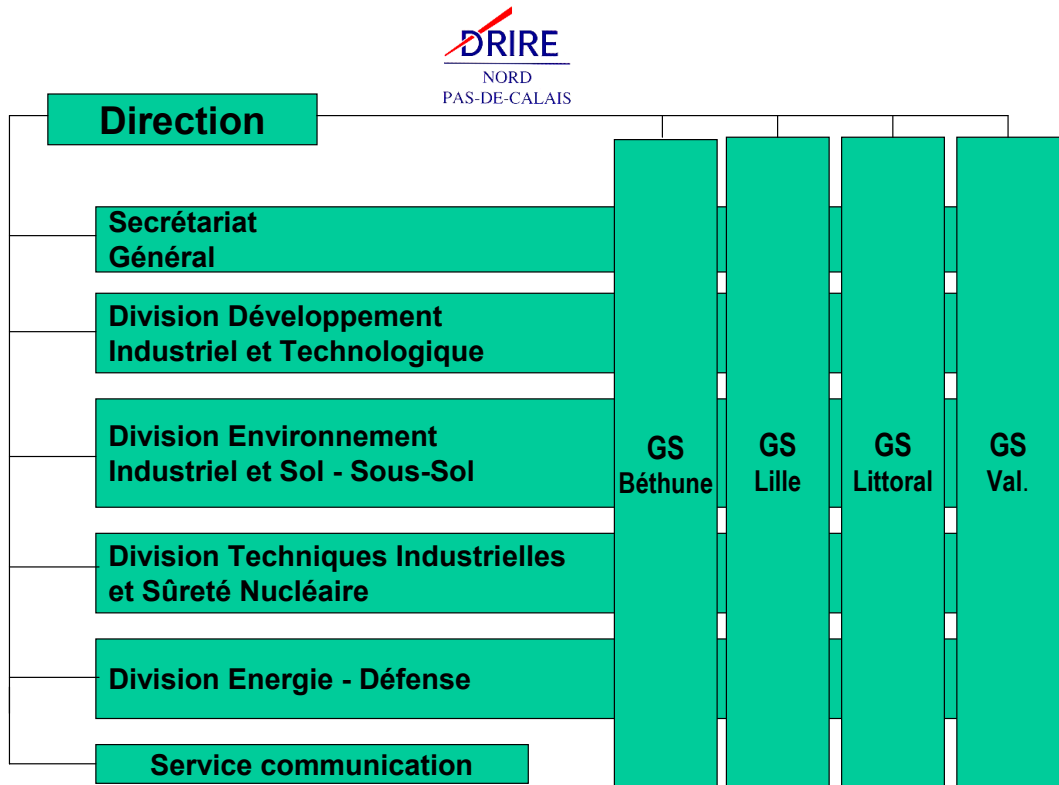 DRIRE
NORD
PAS-DE-CALAIS
Direction
Secrétariat
Général
Division Développement
Industriel et Technologique
Division Environnement
Industriel et Sol - Sous-Sol
Division Techniques Industrielles
et Sûreté Nucléaire
Division Energie - Défense
Service communication
GS
Béthune
GS
Lille
GS
Littoral
GS
Val.